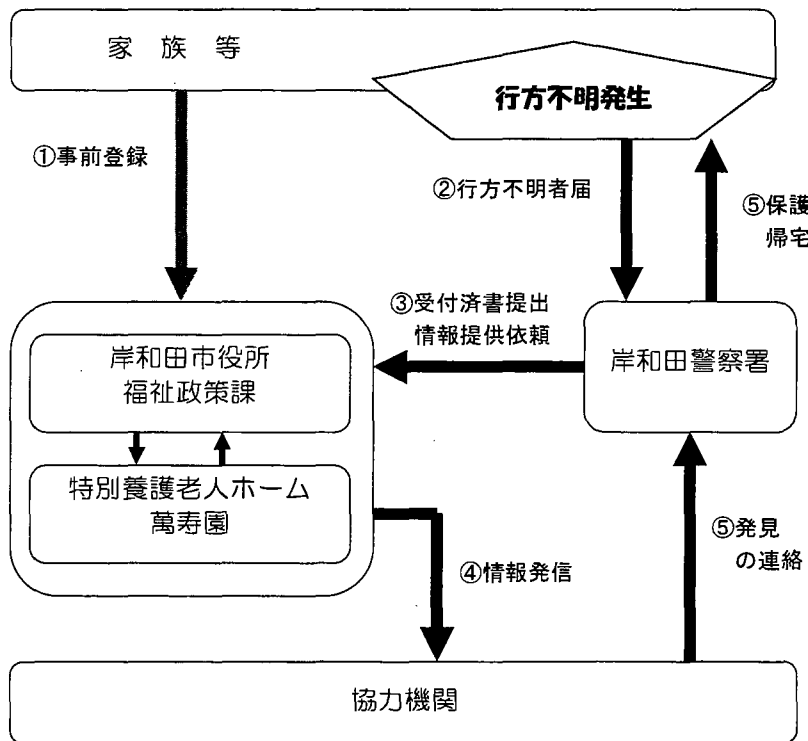 家 族 等
行方不明発生
①事前登録
②行方不明者届
⑤保護
帰宅
③受付済書提出
情報提供依頼
岸和田市役所
福祉政策課
岸和田警察署
特別養護老人ホーム
萬寿園
④情報発信
⑤発見
の連絡
協力機関